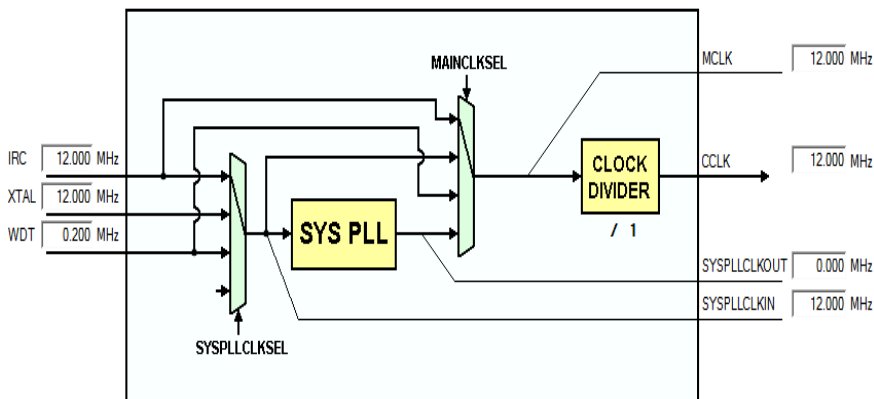 MAINCLKSEL
MCLK 12.000 MHz
IRC 12.000 MHz
XTAL 12.000 MHz
WDT 0.200 MHz
SYS PLL
CLOCK
DIVIDER
/ 1
CCLK 12.000 MHz
SYSPLLCLKOUT 0.000 MHz
SYSPLLCLKIN 12.000 MHz
SYSPLLCLKSEL